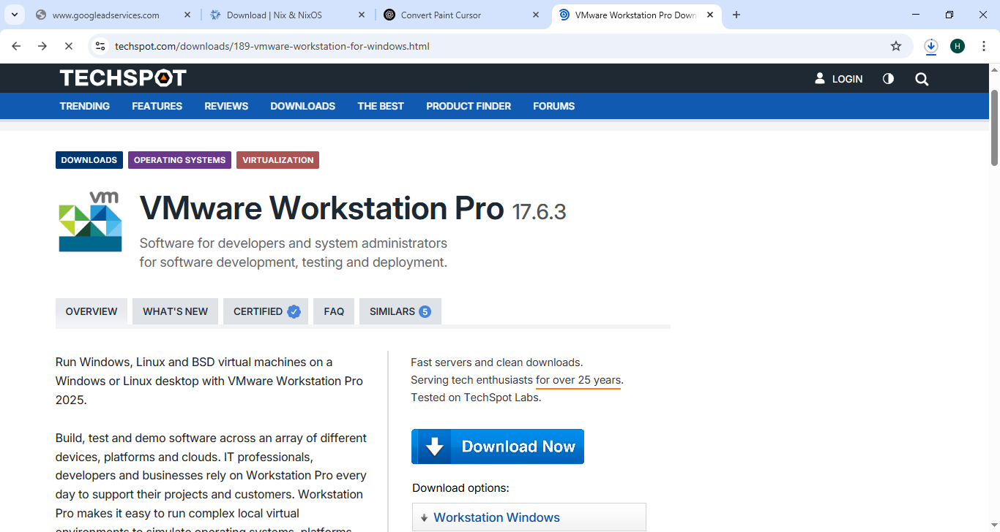 www.googleadservices.com
Download | Nix & NixOS
Convert Paint Cursor
VMware Workstation Pro Down
techspot.com/downloads/189-vmware-workstation-for-windows.html
H
TECHSPOT
LOGIN
TRENDING
FEATURES
REVIEWS
DOWNLOADS
THE BEST
PRODUCT FINDER
FORUMS
DOWNLOADS
OPERATING SYSTEMS
VIRTUALIZATION
vm
VMware Workstation Pro 17.6.3
Software for developers and system administrators
for software development, testing and deployment.
OVERVIEW
WHAT'S NEW
CERTIFIED
FAQ
SIMILARS 5
Run Windows, Linux and BSD virtual machines on a
Windows or Linux desktop with VMware Workstation Pro
2025.
Build, test and demo software across an array of different
devices, platforms and clouds. IT professionals,
developers and businesses rely on Workstation Pro every
day to support their projects and customers. Workstation
Pro makes it easy to run complex local virtual
environments to simulate operating systems, platforms
Fast servers and clean downloads.
Serving tech enthusiasts for over 25 years.
Tested on TechSpot Labs.
Download Now
Download options:
Workstation Windows